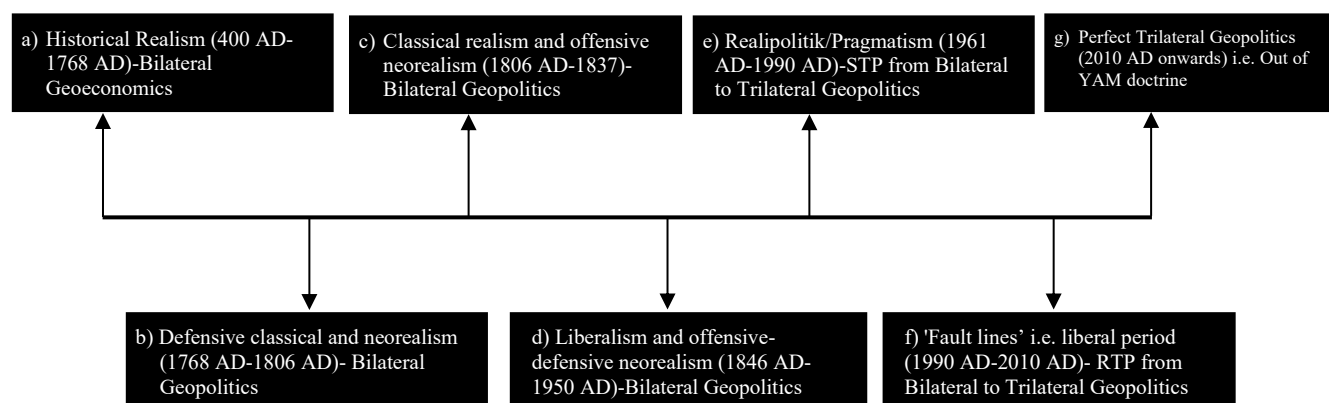 a) Historical Realism (400 AD-
1768 AD)-Bilateral
Geoeconomics
c) Classical realism and offensive
neorealism (1806 AD-1837)-
Bilateral Geopolitics
e) Realipolitik/Pragmatism (1961
AD-1990 AD)-STP from Bilateral
to Trilateral Geopolitics
g) Perfect Trilateral Geopolitics
(2010 AD onwards) i.e. Out of
YAM doctrine
b) Defensive classical and neorealism
(1768 AD-1806 AD)- Bilateral
Geopolitics
d) Liberalism and offensive-
defensive neorealism (1846 AD-
1950 AD)-Bilateral Geopolitics
f) 'Fault lines’ i.e. liberal period
(1990 AD-2010 AD)- RTP from
Bilateral to Trilateral Geopolitics